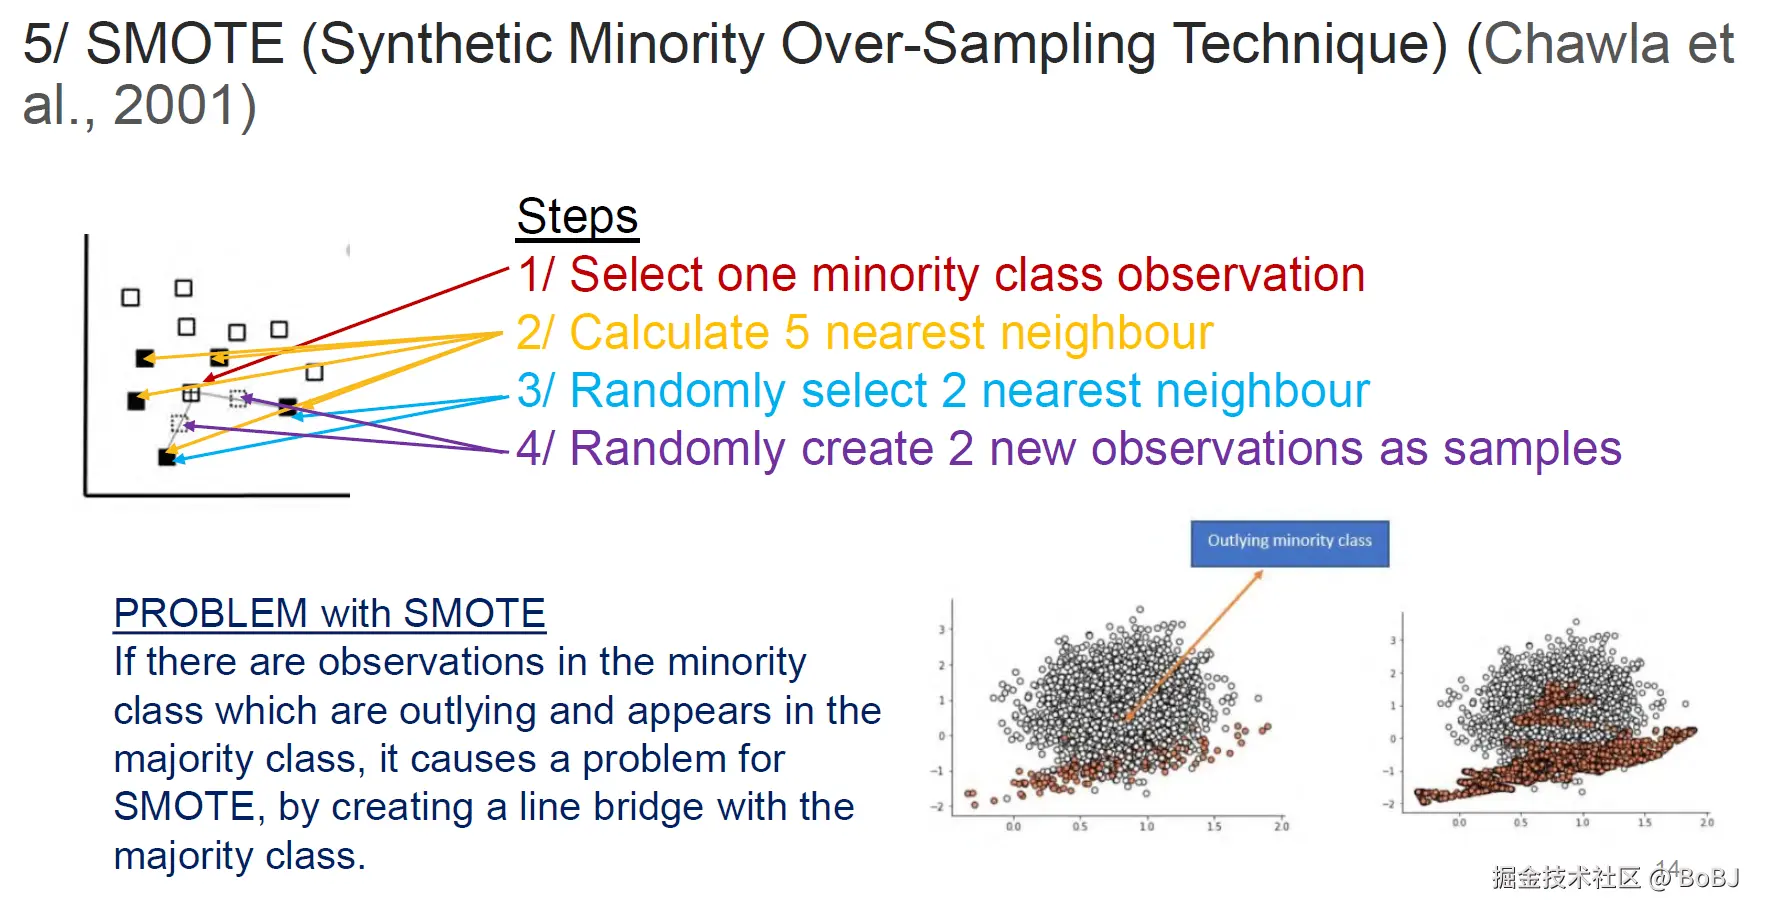 5/ SMOTE (Synthetic Minority Over-Sampling Technique) (Chawla et
al., 2001)
Steps
1/ Select one minority class observation
2/ Calculate 5 nearest neighbour
3/ Randomly select 2 nearest neighbour
4/ Randomly create 2 new observations as samples
Outlying minority class
PROBLEM with SMOTE
If there are observations in the minority
class which are outlying and appears in the
majority class, it causes a problem for
SMOTE, by creating a line bridge with the
majority class.
3
2
1
0
−1
−2
0.0 0.5 1.0 1.5 2.0
3
2
1
0
−1
−2
0.0 0.5 1.0 1.5 2.0
14
掘金技术社区 @ BoBJ